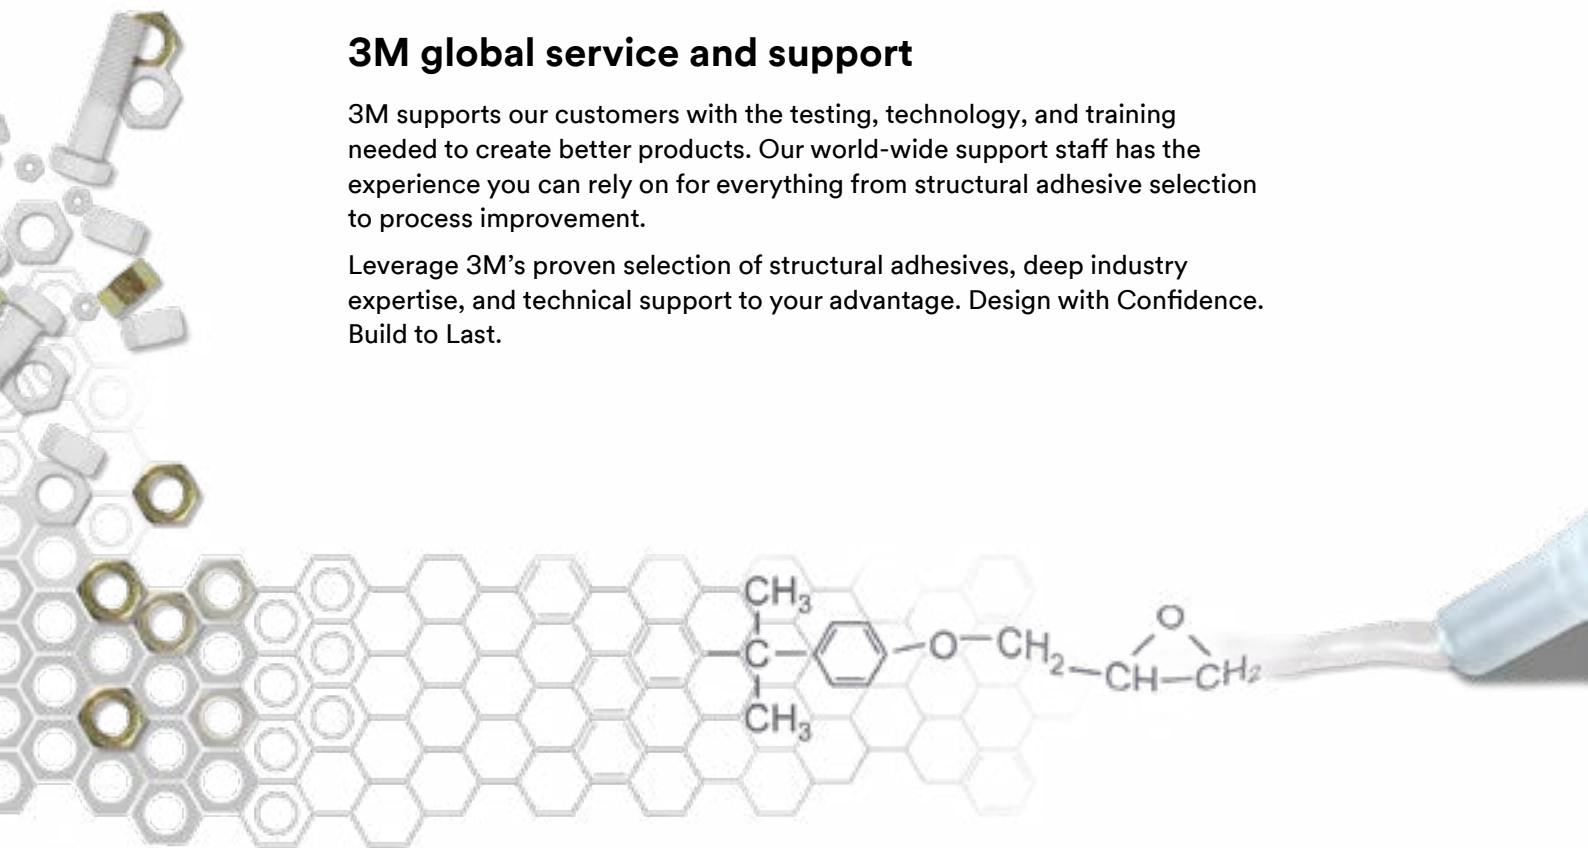 3M global service and support
3M supports our customers with the testing, technology, and training
needed to create better products. Our world-wide support staff has the
experience you can rely on for everything from structural adhesive selection
to process improvement.
Leverage 3M’s proven selection of structural adhesives, deep industry
expertise, and technical support to your advantage. Design with Confidence.
Build to Last.
CH₃
O
C O CH₂ CH CH₂
CH₃